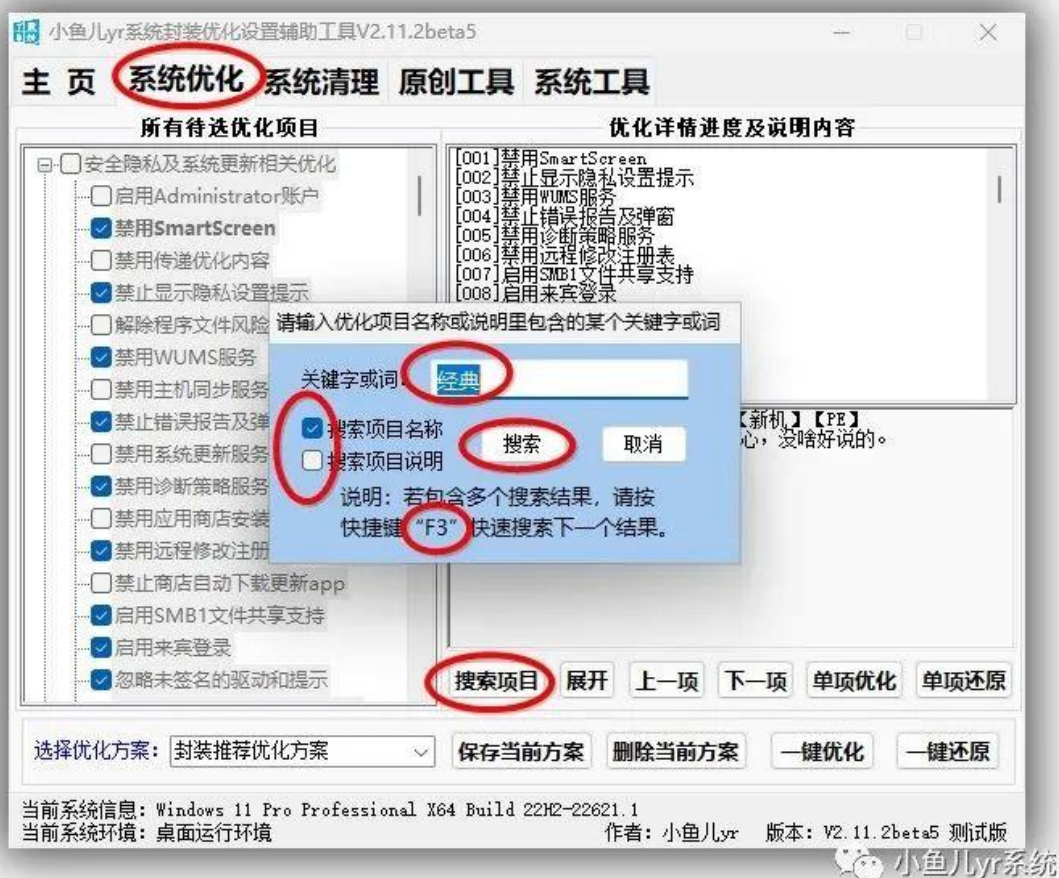 小鱼儿yr系统封装优化设置辅助工具V2.11.2beta5
主 页 系统优化 系统清理 原创工具 系统工具
所有待选优化项目
安全隐私及系统更新相关优化
启用Administrator账户
禁用SmartScreen
禁用传递优化内容
禁止显示隐私设置提示
解除程序文件风险
禁用WUMS服务
禁用主机同步服务
禁止错误报告及弹
禁用系统更新服务
禁用诊断策略服务
禁用应用商店安装
禁用远程修改注册
禁止商店自动下载更新app
启用SMB1文件共享支持
启用来宾登录
忽略未签名的驱动和提示
优化详情进度及说明内容
[001]禁用SmartScreen
[002]禁止显示隐私设置提示
[003]禁用WUMS服务
[004]禁止错误报告及弹窗
[005]禁用诊断策略服务
[006]禁用远程修改注册表
[007]启用SMB1文件共享支持
[008]启用来宾登录
【新机】【PE】
心，没啥好说的。
请输入优化项目名称或说明里包含的某个关键字或词
关键字或词： 经典
搜索项目名称
搜索项目说明
搜索 取消
说明：若包含多个搜索结果，请按
快捷键“F3”快速搜索下一个结果。
搜索项目 展开 上一项 下一项 单项优化 单项还原
选择优化方案： 封装推荐优化方案 保存当前方案 删除当前方案 一键优化 一键还原
当前系统信息：Windows 11 Pro Professional X64 Build 22H2-22621.1
当前系统环境：桌面运行环境 作者：小鱼儿yr 版本：V2.11.2beta5 测试版
小鱼儿yr系统